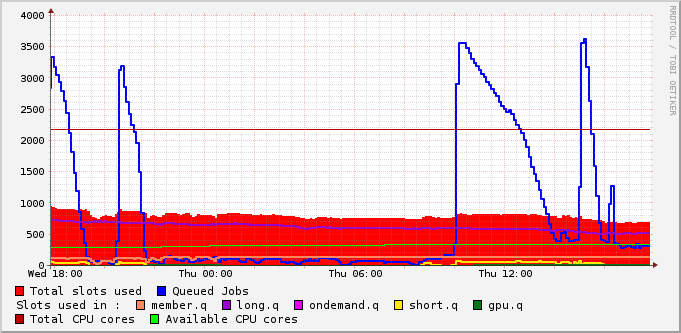 4000
3500
3000
2500
2000
1500
1000
500
0
Wed 18:00 Thu 00:00 Thu 06:00 Thu 12:00
Total slots used Queued Jobs
Slots used in : member.q long.q ondemand.q short.q gpu.q
Total CPU cores Available CPU cores
RRDTOOL / TOBI OETIKER